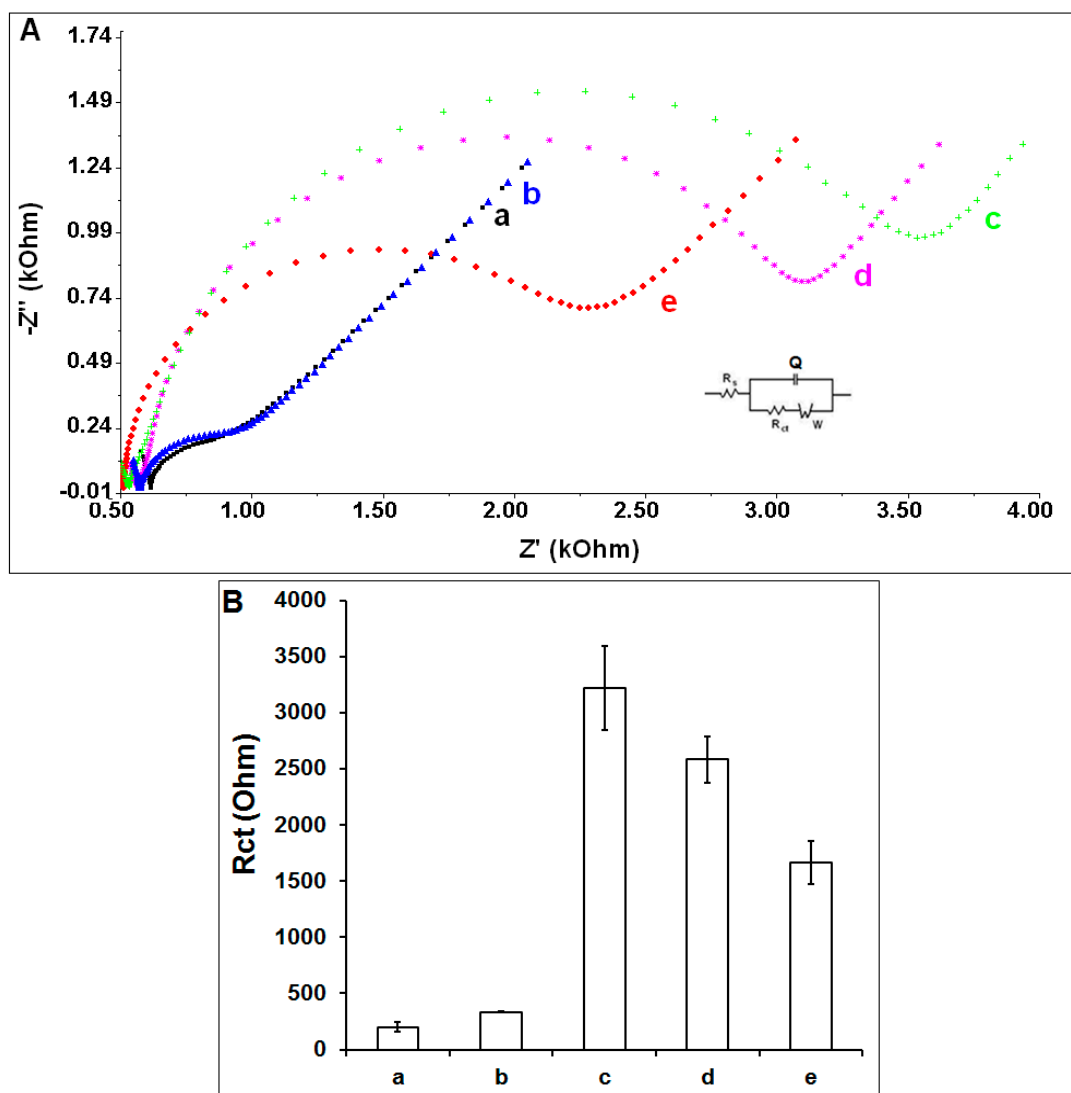 A
1.74
1.49
1.24
0.99
0.74
0.49
0.24
-0.01
-Z'' (kOhm)
0.50
1.00
1.50
2.00
2.50
3.00
3.50
4.00
Z' (kOhm)
a
b
c
d
e
Q
Rs
Rct
W
B
4000
3500
3000
2500
2000
1500
1000
500
0
Rct (Ohm)
a
b
c
d
e